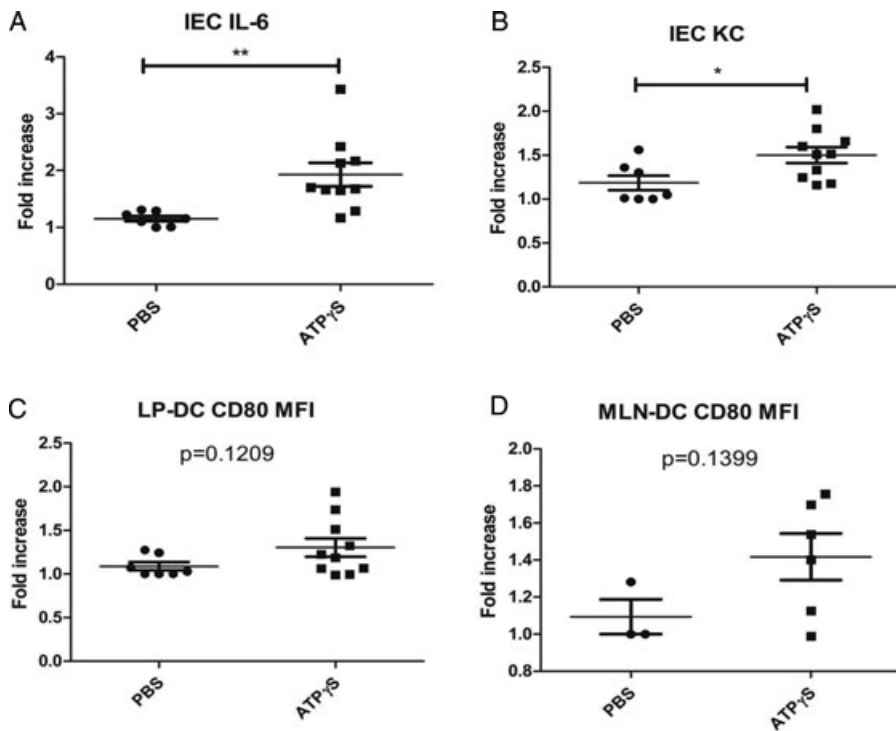 A
IEC IL-6
**
Fold increase
4
3
2
1
0
PBS
ATPγS
B
IEC KC
*
Fold increase
2.5
2.0
1.5
1.0
0.5
0.0
PBS
ATPγS
C
LP-DC CD80 MFI
p=0.1209
Fold increase
2.5
2.0
1.5
1.0
0.5
0.0
PBS
ATPγS
D
MLN-DC CD80 MFI
p=0.1399
Fold increase
2.0
1.8
1.6
1.4
1.2
1.0
0.8
PBS
ATPγS